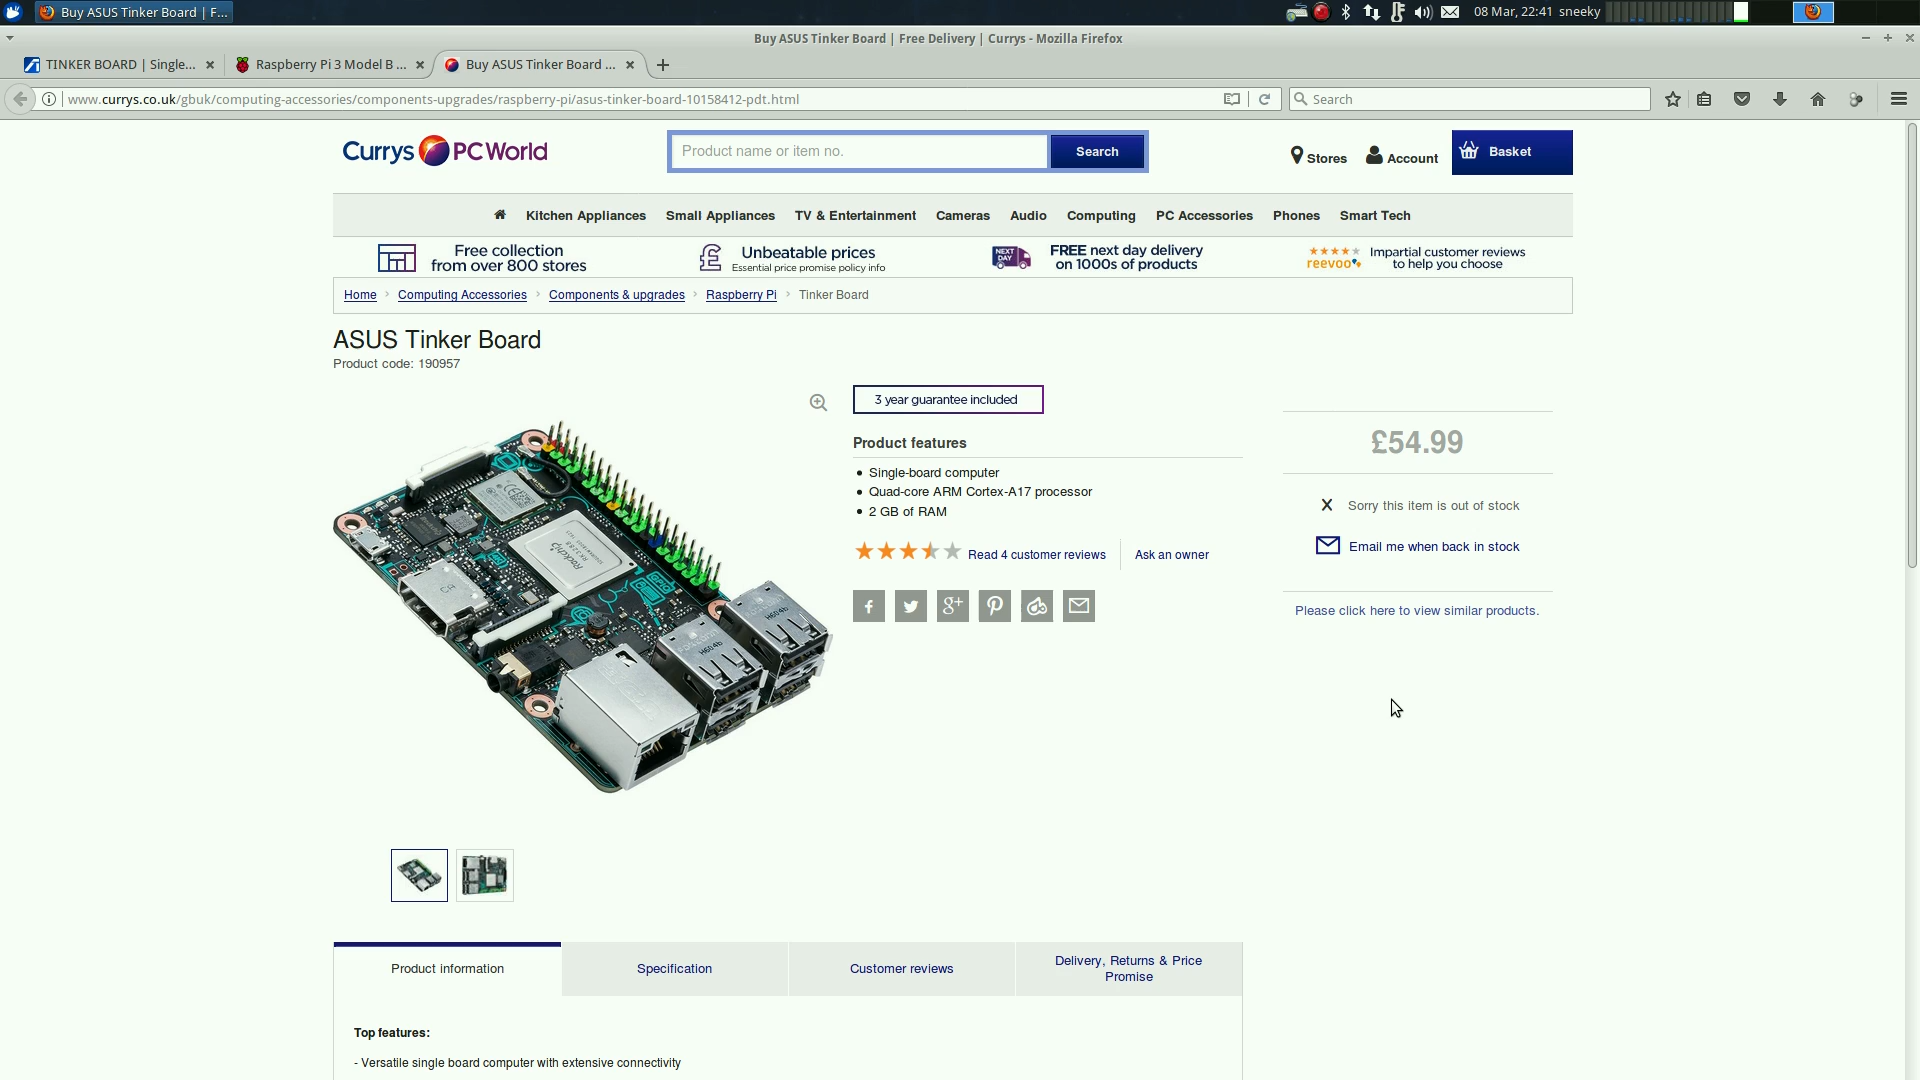 Buy ASUS Tinker Board | F...
08 Mar, 22:41 sneeky
Buy ASUS Tinker Board | Free Delivery | Currys - Mozilla Firefox
TINKER BOARD | Single...
Raspberry Pi 3 Model B ...
Buy ASUS Tinker Board ...
www.currys.co.uk/gbuk/computing-accessories/components-upgrades/raspberry-pi/asus-tinker-board-10158412-pdt.html
Search
Currys PC World
Product name or item no.
Search
Stores
Account
Basket
Kitchen Appliances
Small Appliances
TV & Entertainment
Cameras
Audio
Computing
PC Accessories
Phones
Smart Tech
Free collection
from over 800 stores
Unbeatable prices
Essential price promise policy info
NEXT DAY
FREE next day delivery
on 1000s of products
reevoo
Impartial customer reviews
to help you choose
Home › Computing Accessories › Components & upgrades › Raspberry Pi › Tinker Board
ASUS Tinker Board
Product code: 190957
3 year guarantee included
Product features
• Single-board computer
• Quad-core ARM Cortex-A17 processor
• 2 GB of RAM
Read 4 customer reviews
Ask an owner
£54.99
X Sorry this item is out of stock
Email me when back in stock
Please click here to view similar products.
Rockchip
RK3288
GPIO
Product information
Specification
Customer reviews
Delivery, Returns & Price
Promise
Top features:
- Versatile single board computer with extensive connectivity